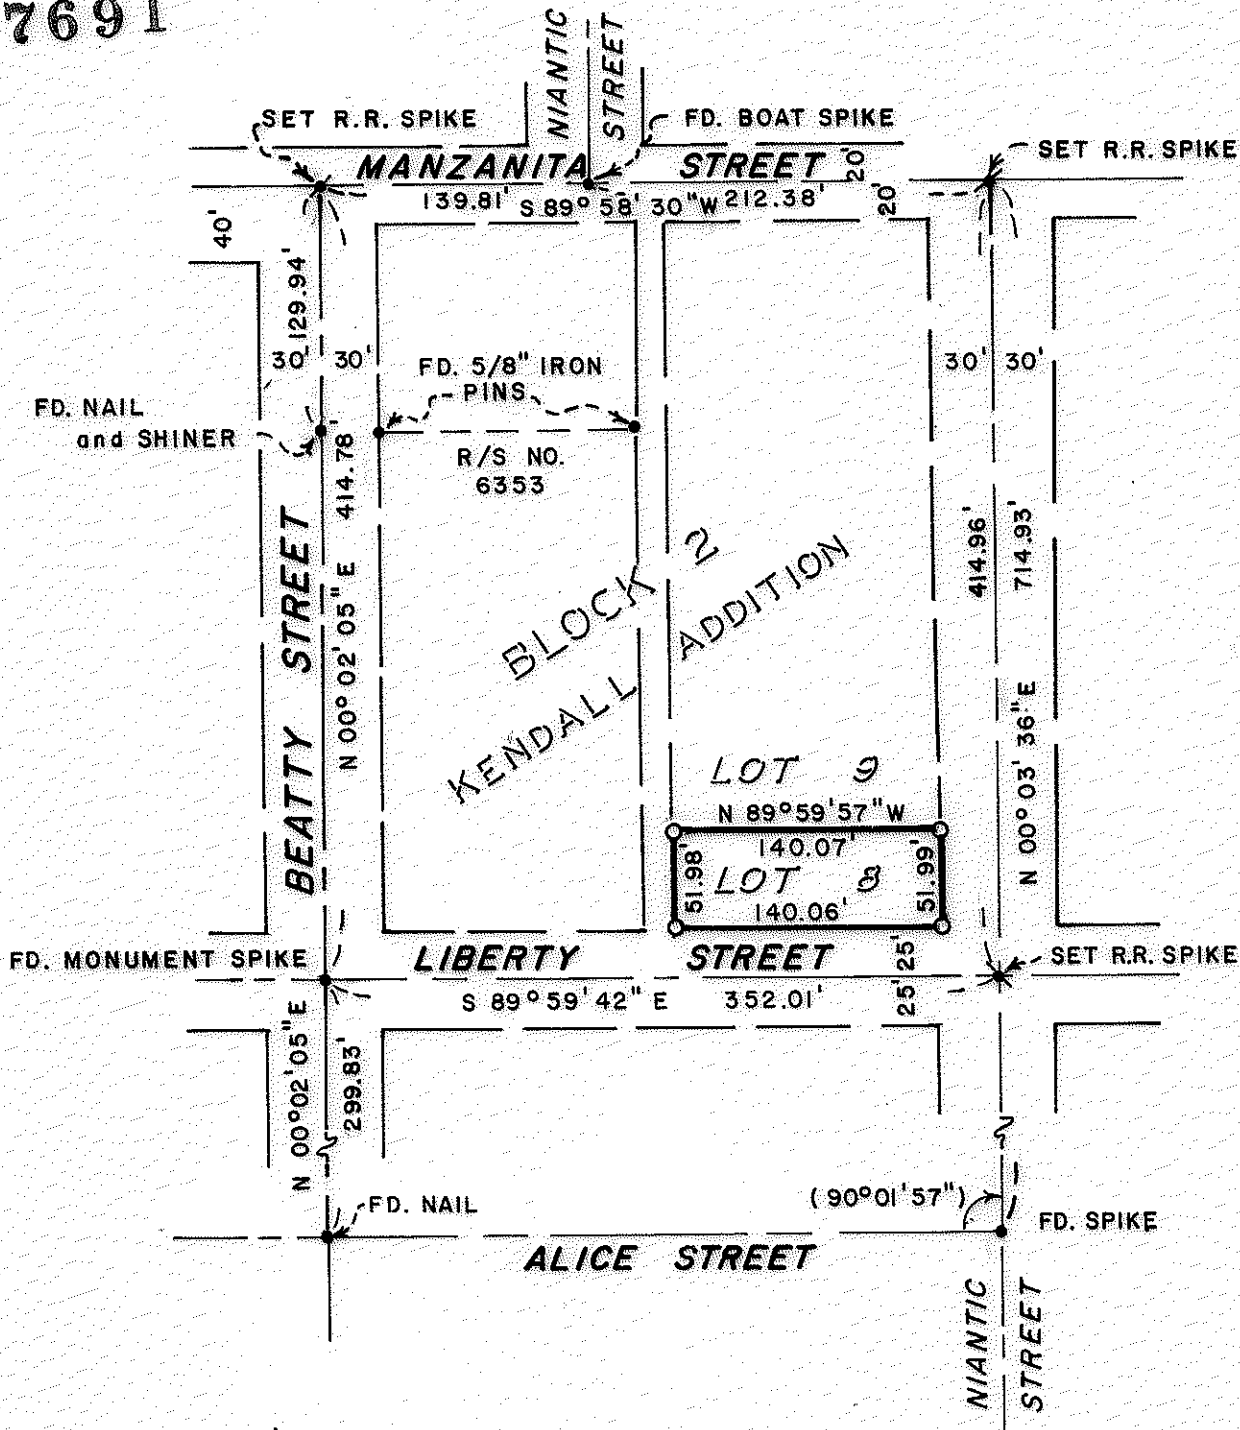 7691
NIANTIC
STREET
SET R.R. SPIKE
FD. BOAT SPIKE
SET R.R. SPIKE
MANZANITA STREET
20'
20'
139.81' S 89° 58' 30" W 212.38'
40'
129.94'
30' 30'
30' 30'
FD. 5/8" IRON
PINS
FD. NAIL
and SHINER
R/S NO.
6353
414.78'
N 00° 02' 05" E
BEATTY STREET
BLOCK 2
KENDALL ADDITION
414.96'
714.93'
N 00° 03' 36" E
LOT 9
N 89° 59' 57" W
140.07'
51.98'
LOT 8
51.99'
140.06'
FD. MONUMENT SPIKE
LIBERTY STREET
25' 25'
SET R.R. SPIKE
S 89° 59' 42" E 352.01'
N 00° 02' 05" E
299.83'
FD. NAIL
(90° 01' 57")
FD. SPIKE
ALICE STREET
NIANTIC
STREET